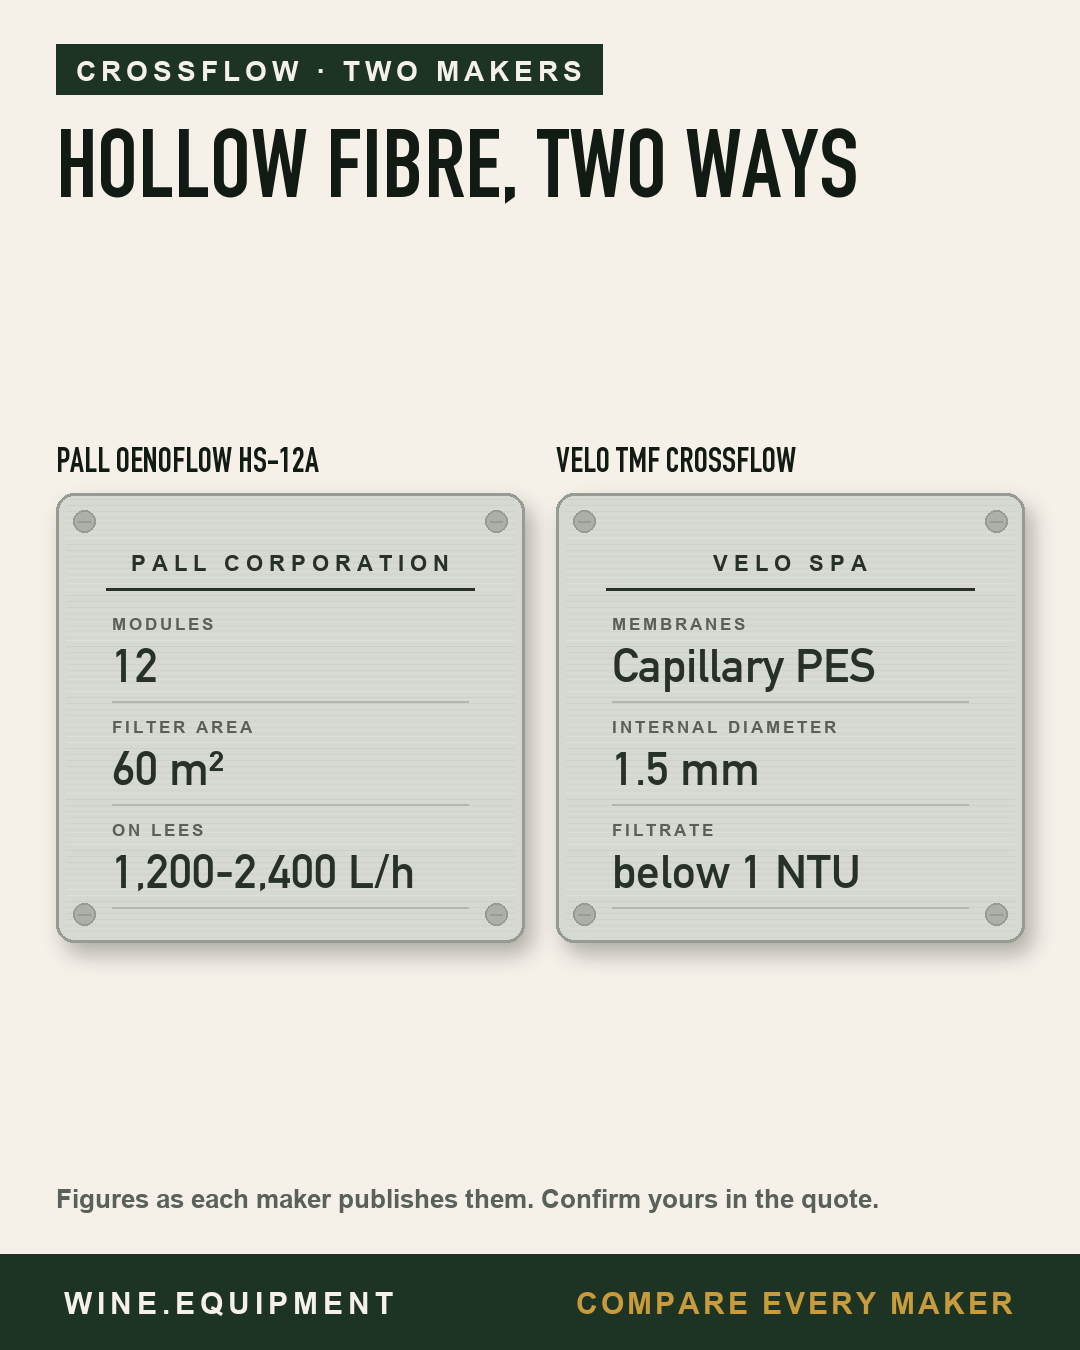 CROSSFLOW · TWO MAKERS
HOLLOW FIBRE, TWO WAYS
PALL OENOFLOW HS-12A
PALL CORPORATION
MODULES
12
FILTER AREA
60 m²
ON LEES
1,200-2,400 L/h
VELO TMF CROSSFLOW
VELO SPA
MEMBRANES
Capillary PES
INTERNAL DIAMETER
1.5 mm
FILTRATE
below 1 NTU
Figures as each maker publishes them. Confirm yours in the quote.
WINE.EQUIPMENT
COMPARE EVERY MAKER